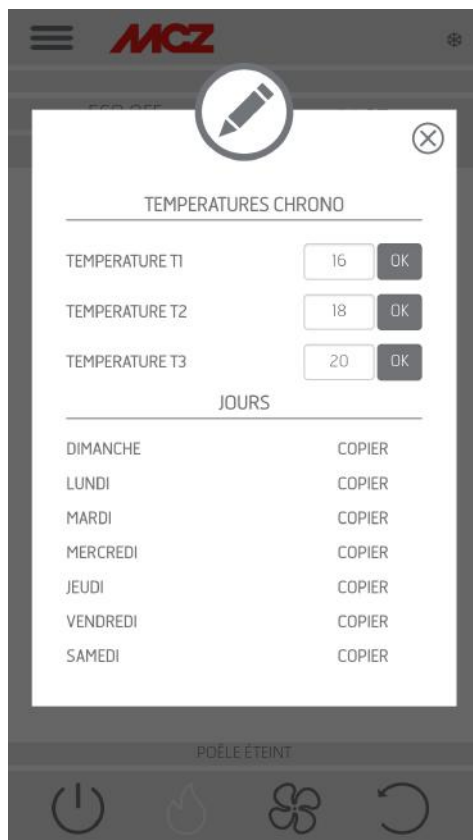 MCZ
TEMPERATURES CHRONO
TEMPERATURE T1 16 OK
TEMPERATURE T2 18 OK
TEMPERATURE T3 20 OK
JOURS
DIMANCHE COPIER
LUNDI COPIER
MARDI COPIER
MERCREDI COPIER
JEUDI COPIER
VENDREDI COPIER
SAMEDI COPIER
POÊLE ÉTEINT